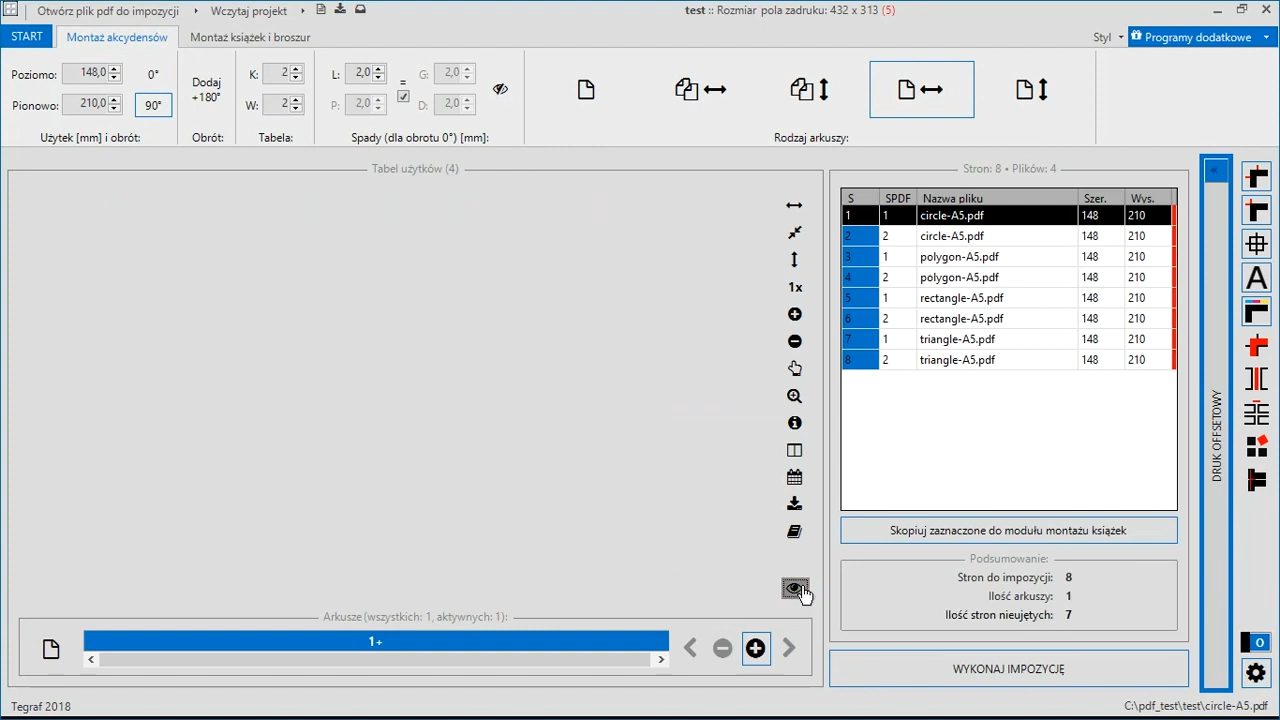 Otwórz plik pdf do impozycji
Wczytaj projekt
test :: Rozmiar pola zadruku: 432 x 313 (5)
START
Montaż akcydensów
Montaż książek i broszur
Styl
Programy dodatkowe
Poziomo: 148,0 0°
Pionowo: 210,0 90°
Użytek [mm] i obrót:
Dodaj
+180°
Obrót:
K: 2
W: 2
Tabela:
L: 2,0 = G: 2,0
P: 2,0 D: 2,0
Spady (dla obrotu 0°) [mm]:
Rodzaj arkuszy:
Tabel użytków (4)
1x
Stron: 8 • Plików: 4
S SPDF Nazwa pliku Szer. Wys.
1 1 circle-A5.pdf 148 210
2 2 circle-A5.pdf 148 210
3 1 polygon-A5.pdf 148 210
4 2 polygon-A5.pdf 148 210
5 1 rectangle-A5.pdf 148 210
6 2 rectangle-A5.pdf 148 210
7 1 triangle-A5.pdf 148 210
8 2 triangle-A5.pdf 148 210
Skopiuj zaznaczone do modułu montażu książek
Podsumowanie:
Stron do impozycji: 8
Ilość arkuszy: 1
Ilość stron nieujętych: 7
WYKONAJ IMPOZYCJĘ
DRUK OFFSETOWY
A
0
Arkusze (wszystkich: 1, aktywnych: 1):
1+
Tegraf 2018
C:\pdf_test\test\circle-A5.pdf